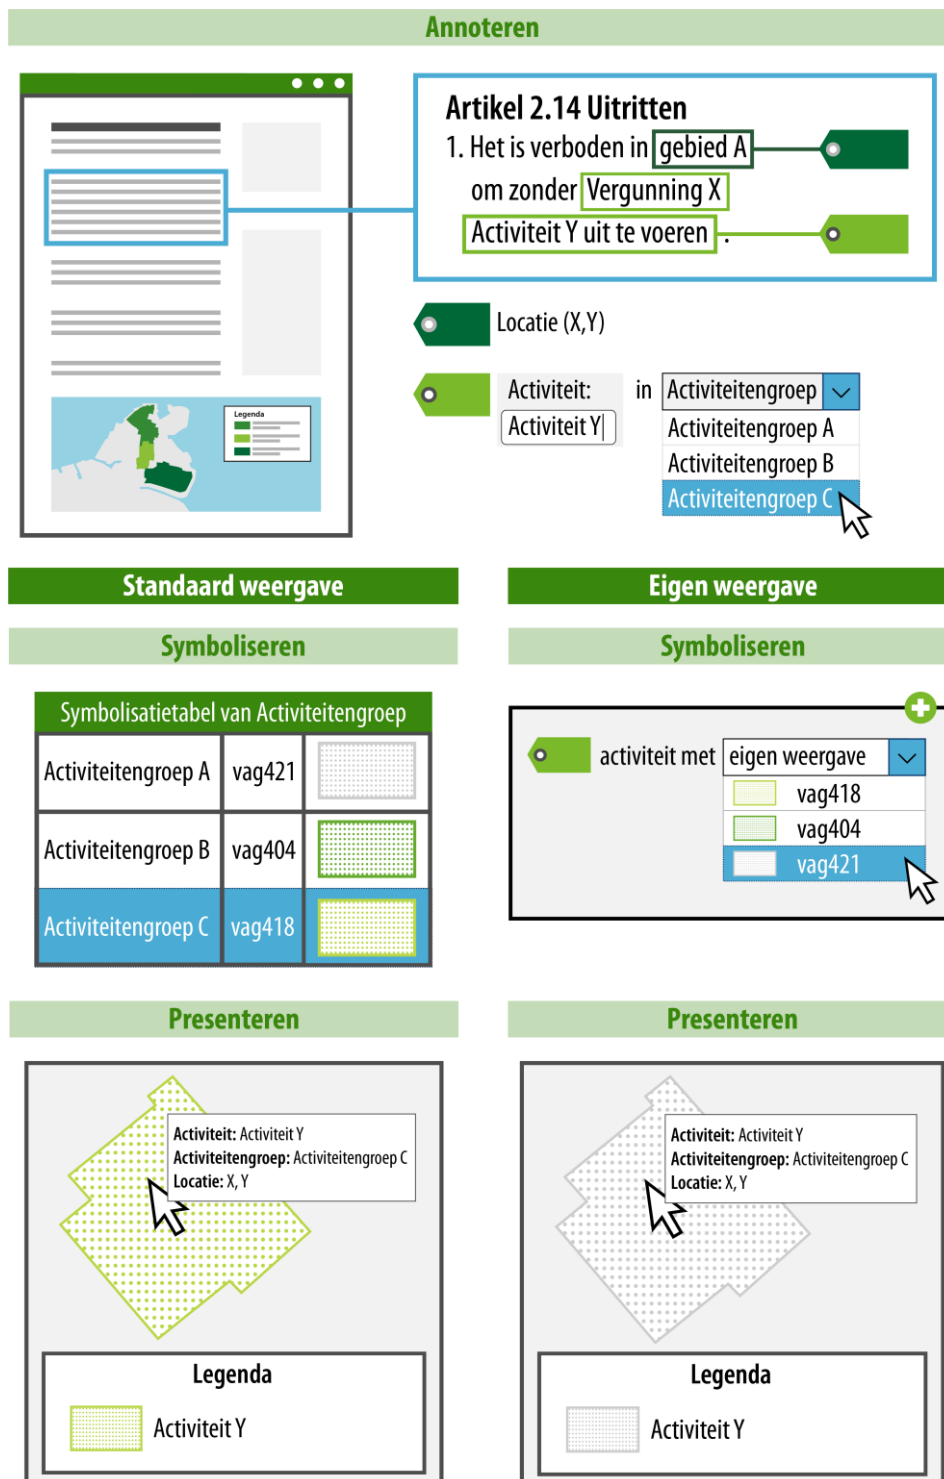 Annoteren
Artikel 2.14 Uitritten
1. Het is verboden in gebied A
om zonder Vergunning X
Activiteit Y uit te voeren .
Legenda
Locatie (X,Y)
Activiteit: in Activiteitengroep
Activiteit Y
Activiteitengroep A
Activiteitengroep B
Activiteitengroep C
Standaard weergave
Symboliseren
Symbolisatietabel van Activiteitengroep
Activiteitengroep A vag421
Activiteitengroep B vag404
Activiteitengroep C vag418
Presenteren
Activiteit: Activiteit Y
Activiteitengroep: Activiteitengroep C
Locatie: X, Y
Legenda
Activiteit Y
Eigen weergave
Symboliseren
activiteit met eigen weergave
vag418
vag404
vag421
Presenteren
Activiteit: Activiteit Y
Activiteitengroep: Activiteitengroep C
Locatie: X, Y
Legenda
Activiteit Y